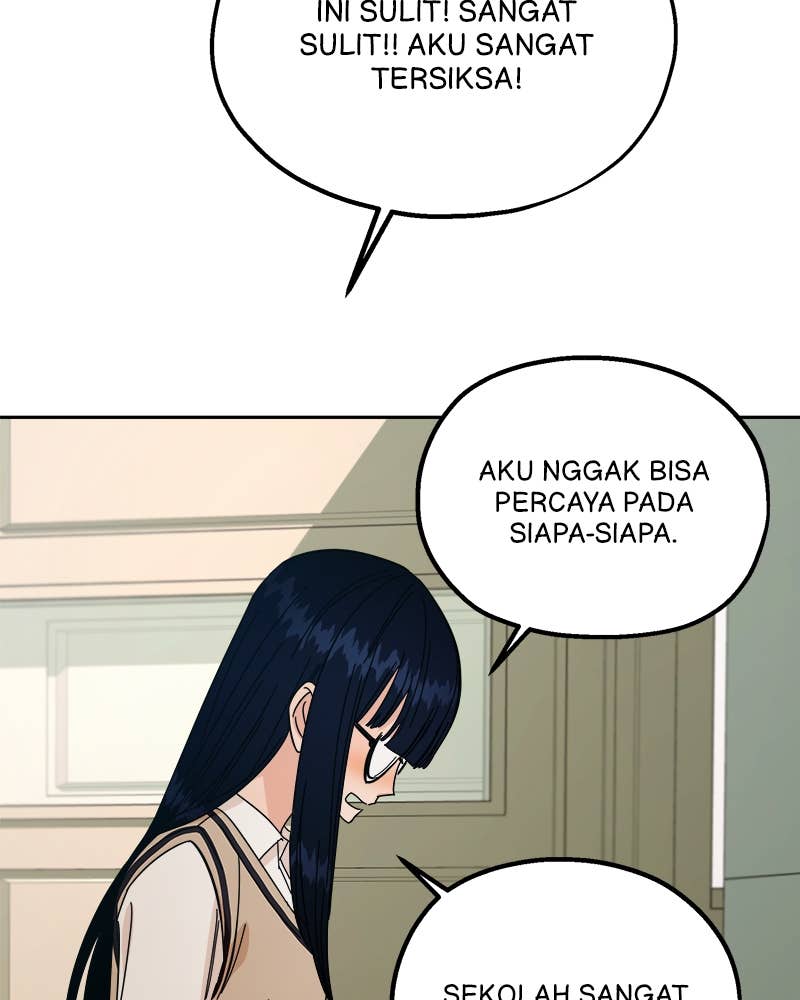 INI SULIT! SANGAT
SULIT!! AKU SANGAT
TERSIKSA!
AKU NGGAK BISA
PERCAYA PADA
SIAPA-SIAPA.
SEKOLAH SANGAT